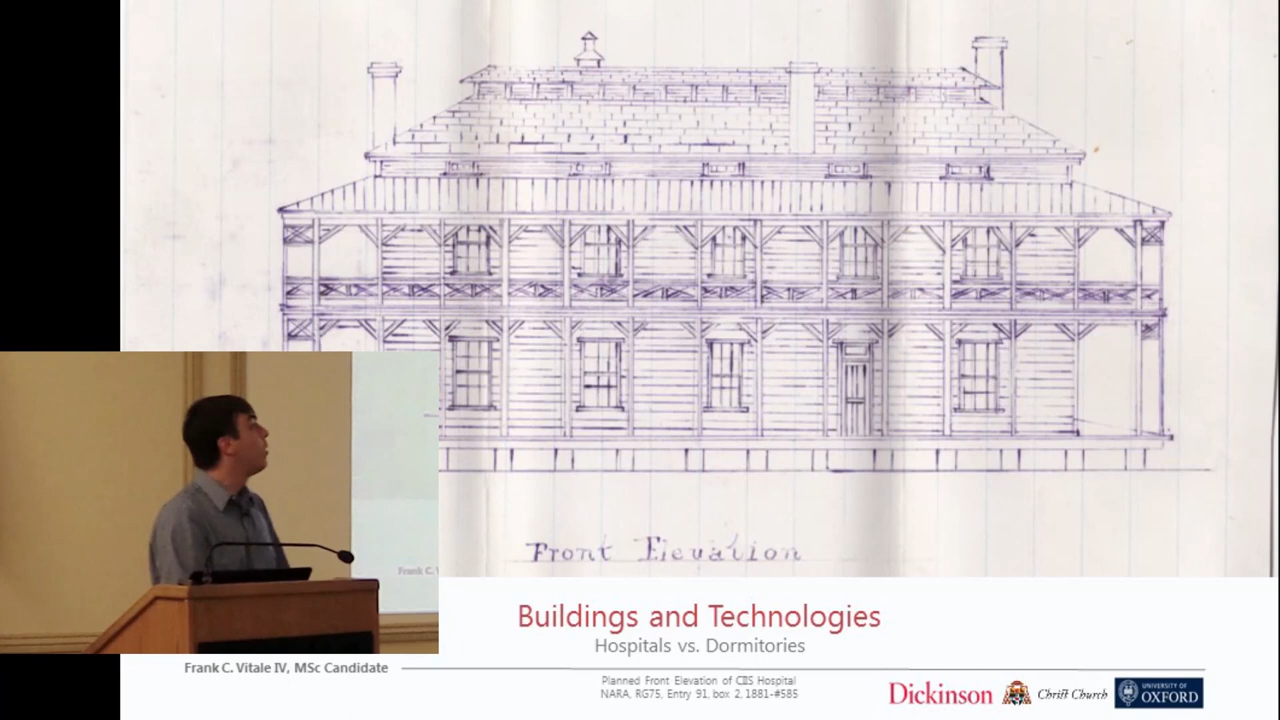 Front Elevation
Buildings and Technologies
Hospitals vs. Dormitories
Frank C. Vitale IV, MSc Candidate
Planned Front Elevation of CIIS Hospital
NARA, RG75, Entry 91, box 2, 1881-#585
Dickinson
Christ Church
UNIVERSITY OF
OXFORD
Frank C.